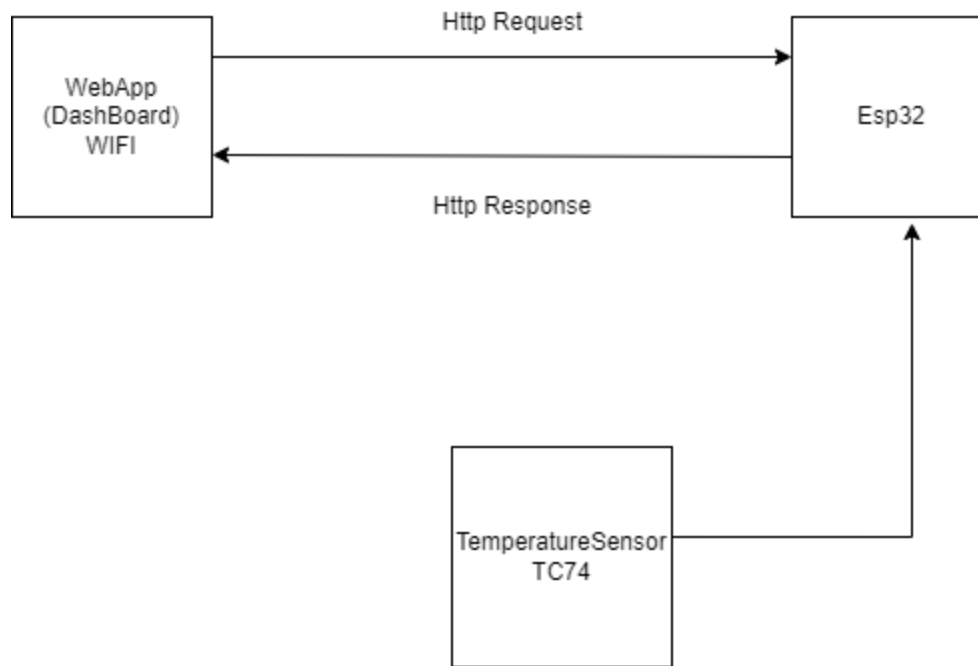 Http Request
WebApp
(DashBoard)
WIFI
Esp32
Http Response
TemperatureSensor
TC74